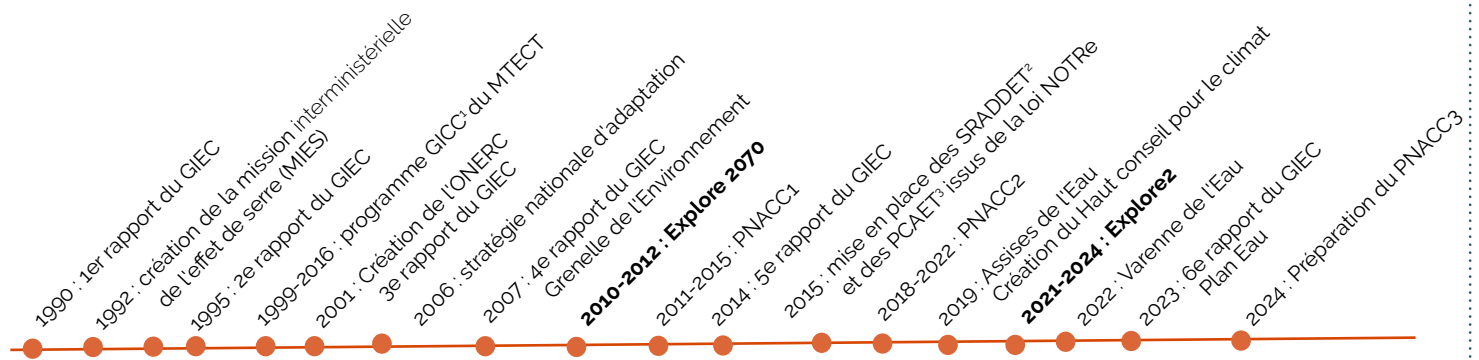 1990 : 1er rapport du GIEC
1992 : création de la mission interministérielle
de l'effet de serre (MIES)
1995 : 2e rapport du GIEC
1999-2016 : programme GICC¹ du MTECT
2001 : Création de l'ONERC
3e rapport du GIEC
2006 : stratégie nationale d'adaptation
2007 : 4e rapport du GIEC
Grenelle de l'Environnement
2010-2012 : Explore 2070
2011-2015 : PNACC1
2014 : 5e rapport du GIEC
2015 : mise en place des SRADDET²
et des PCAET³ issus de la loi NOTRe
2018-2022 : PNACC2
2019 : Assises de l'Eau
Création du Haut conseil pour le climat
2021-2024 : Explore2
2022 : Varenne de l'Eau
2023 : 6e rapport du GIEC
Plan Eau
2024 : Préparation du PNACC3